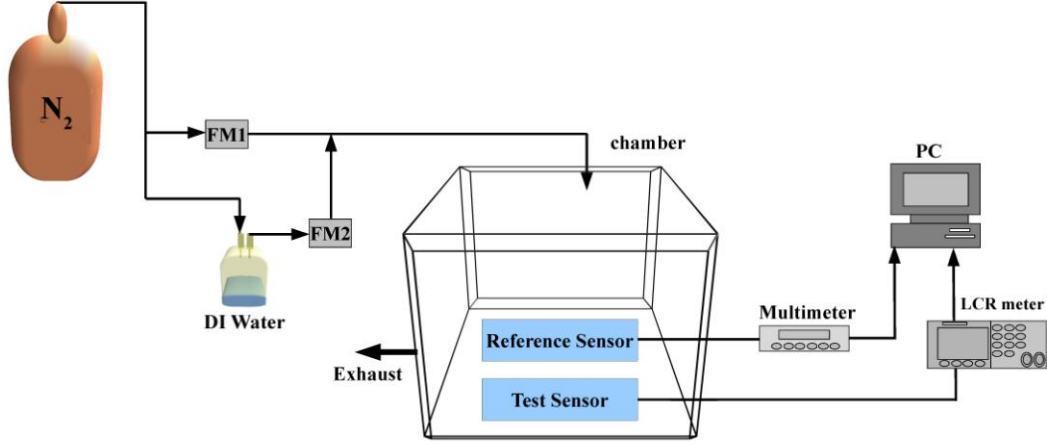 N2
FM1
chamber
PC
FM2
DI Water
LCR meter
Multimeter
Reference Sensor
Exhaust
Test Sensor